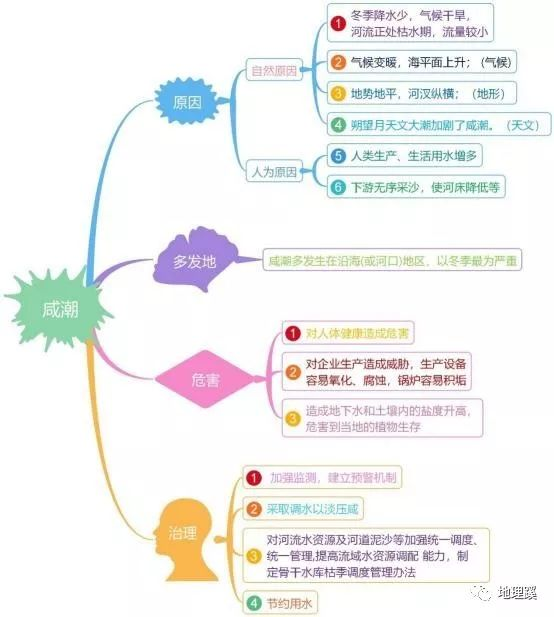 咸潮
原因
自然原因
1 冬季降水少，气候干旱，
河流正处枯水期，流量较小
2 气候变暖，海平面上升；（气候）
3 地势地平，河汊纵横；（地形）
4 朔望月天文大潮加剧了咸潮。（天文）
人为原因
5 人类生产、生活用水增多
6 下游无序采沙，使河床降低等
多发地
咸潮多发生在沿海(或河口)地区，以冬季最为严重
危害
1 对人体健康造成危害
2 对企业生产造成威胁，生产设备
容易氧化、腐蚀，锅炉容易积垢
3 造成地下水和土壤内的盐度升高，
危害到当地的植物生存
治理
1 加强监测，建立预警机制
2 采取调水以淡压咸
3 对河流水资源及河道泥沙等加强统一调度、
统一管理,提高流域水资源调配 能力，制
定骨干水库枯季调度管理办法
4 节约用水
地理蹊